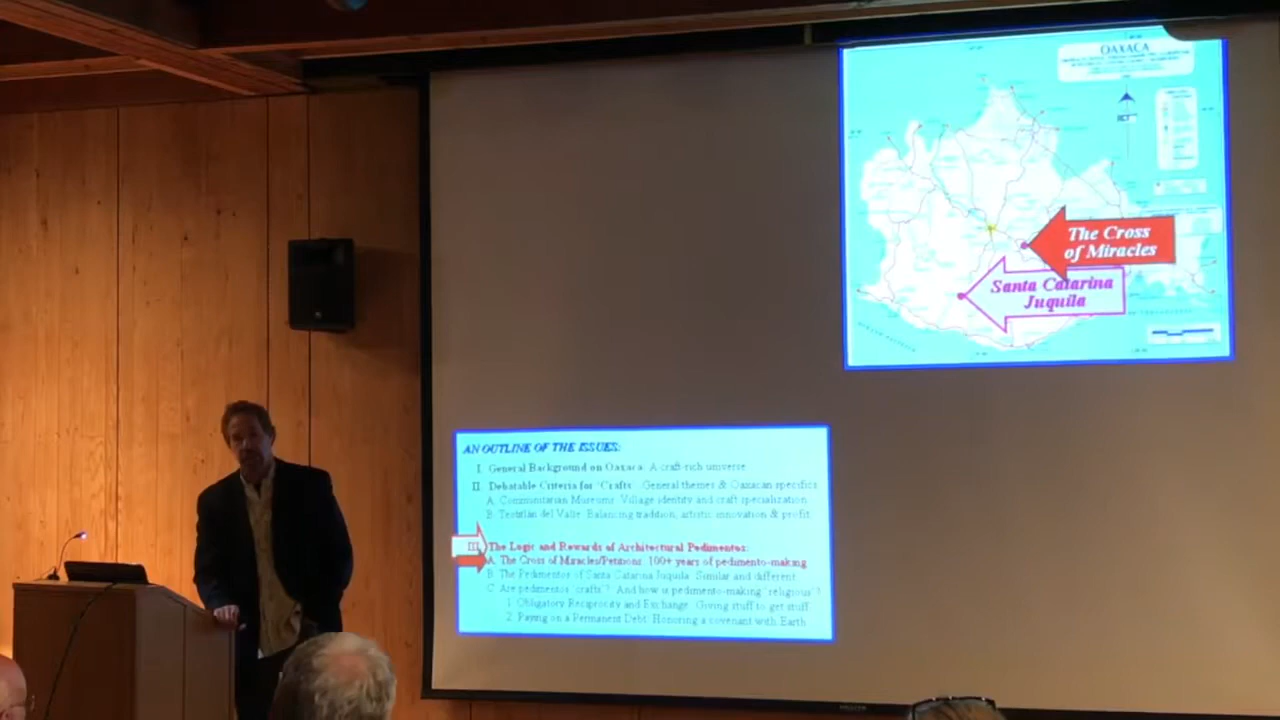 OAXACA
The Cross
of Miracles
Santa Catarina
Juquila
AN OUTLINE OF THE ISSUES:
I. General Background on Oaxaca: A craft-rich universe
II. Debatable Criteria for "Crafts": General themes & Oaxacan specifics
A. Communitarian Museums: Village identity and craft specialization
B. Teotitlán del Valle: Balancing tradition, artistic innovation & profit
III. The Logic and Rewards of Architectural Pedimentos:
A. The Cross of Miracles/Petitions: 100+ years of pedimento-making
B. The Pedimentos of Santa Catarina Juquila: Similar and different
C. Are pedimentos "crafts"? And how is pedimento-making "religious"?
1. Obligatory Reciprocity and Exchange: Giving stuff to get stuff
2. Paying on a Permanent Debt: Honoring a covenant with Earth